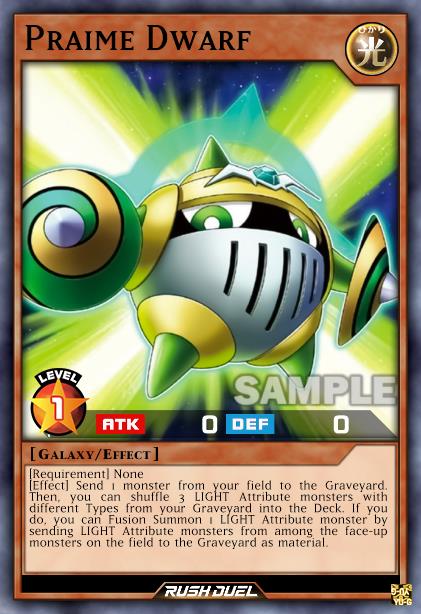 Praime Dwarf
ひかり
光
SAMPLE
LEVEL
1
ATK 0 DEF 0
[Galaxy/Effect]
[Requirement] None
[Effect] Send 1 monster from your field to the Graveyard.
Then, you can shuffle 3 LIGHT Attribute monsters with
different Types from your Graveyard into the Deck. If you
do, you can Fusion Summon 1 LIGHT Attribute monster by
sending LIGHT Attribute monsters from among the face-up
monsters on the field to the Graveyard as material.
RUSH DUEL